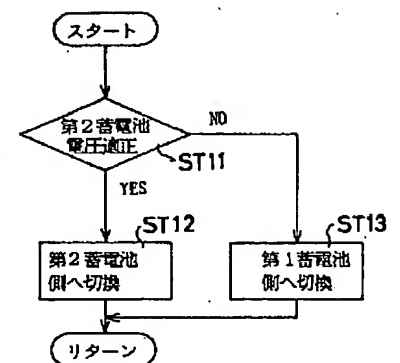 スタート
第2蓄電池
電圧適正
NO
ST11
YES
ST12
ST13
第2蓄電池
側へ切換
第1蓄電池
側へ切換
リターン